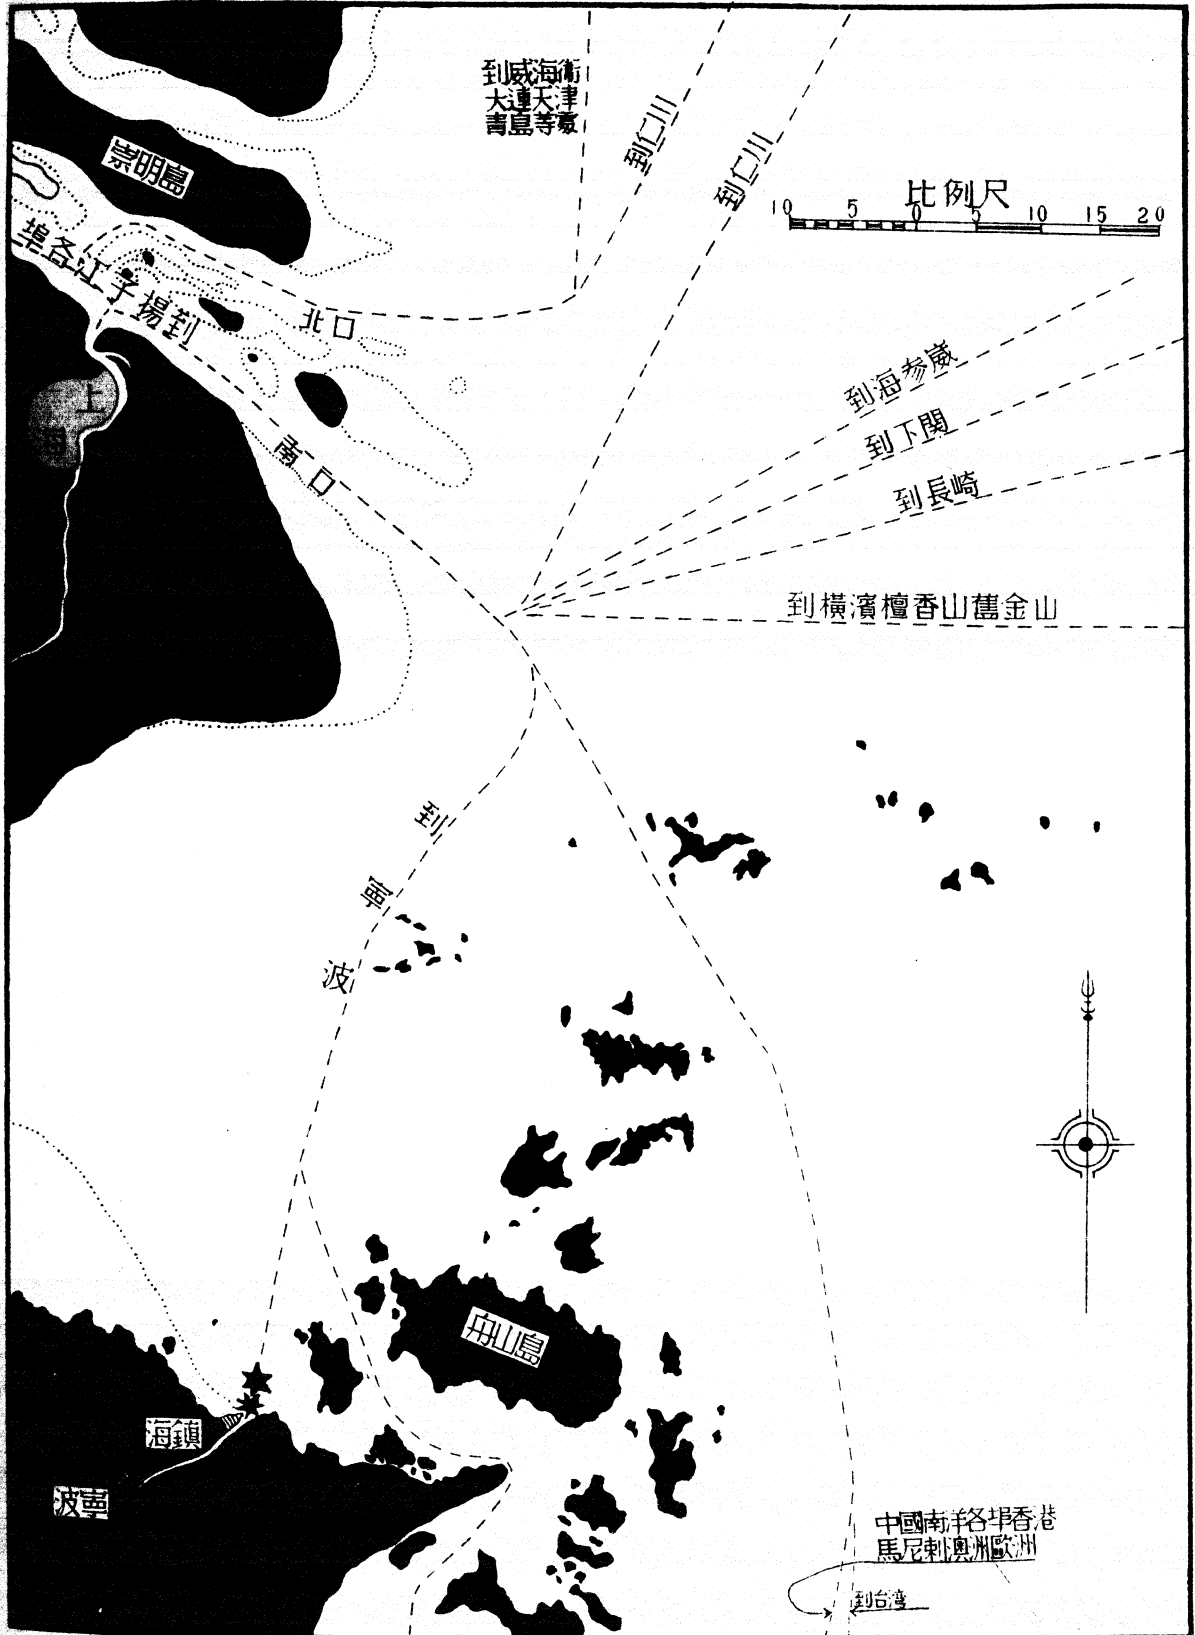 到威海衛
大連天津
青島等處
到仁川
到仁川
比例尺
10 5 0 5 10 15 20
崇明島
埠各江子揚到
北口
上海
南口
到海參崴
到下関
到長崎
到橫濱檀香山舊金山
到寧波
舟山島
海鎮
波寧
中國南洋各埠香港
馬尼剌澳洲歐洲
到台湾